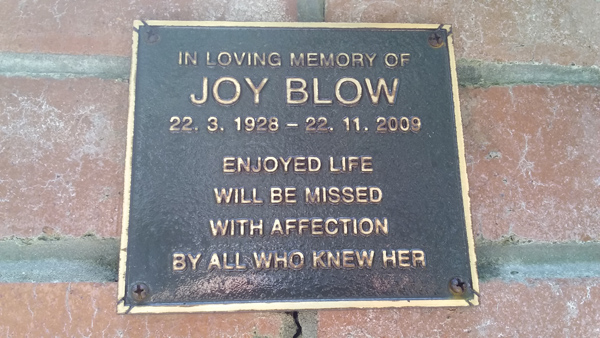 IN LOVING MEMORY OF
JOY BLOW
22. 3. 1928 – 22. 11. 2009
ENJOYED LIFE
WILL BE MISSED
WITH AFFECTION
BY ALL WHO KNEW HER